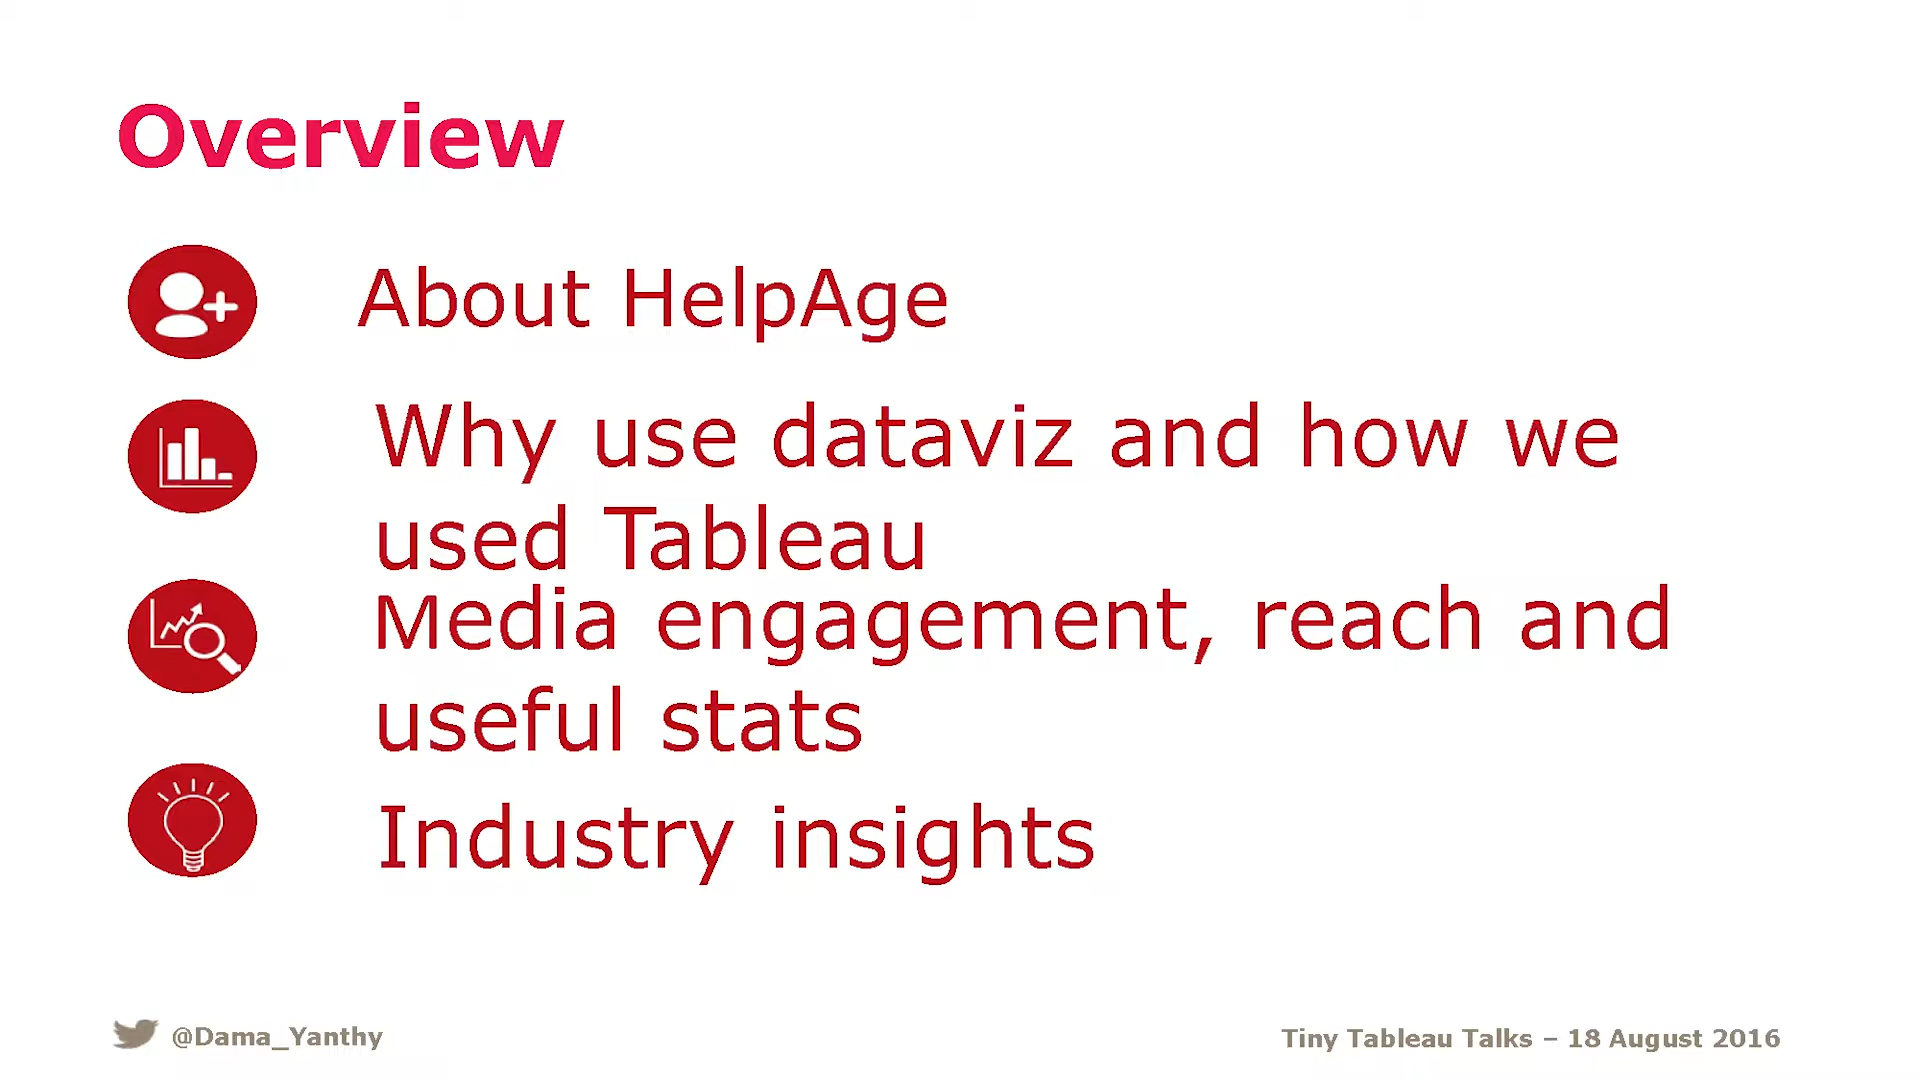 Overview
About HelpAge
Why use dataviz and how we
used Tableau
Media engagement, reach and
useful stats
Industry insights
@Dama_Yanthy
Tiny Tableau Talks – 18 August 2016